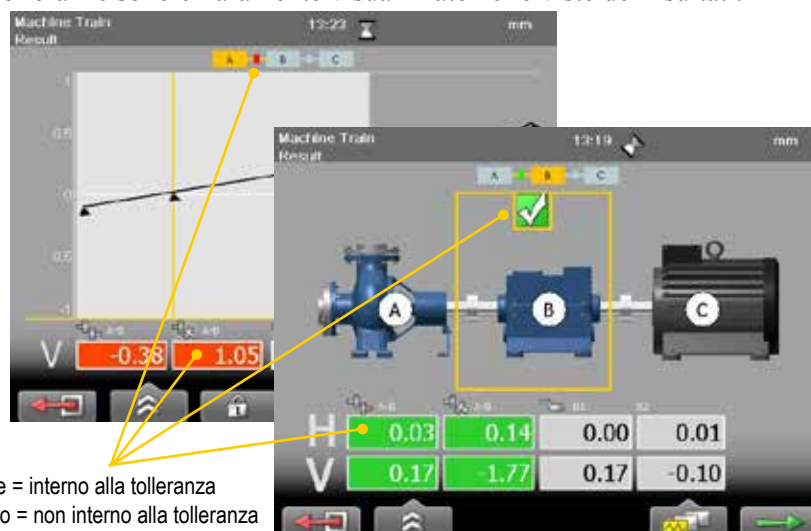 Machine Train 13:23 mm
Result
A B C
1
0.5
0
0.5
-1
A-B A-B
V -0.38 1.05
Machine Train 13:19 mm
Result
A B C
A B C
A-B A-B B1 B2
H 0.03 0.14 0.00 0.01
V 0.17 -1.77 0.17 -0.10
= interno alla tolleranza
= non interno alla tolleranza